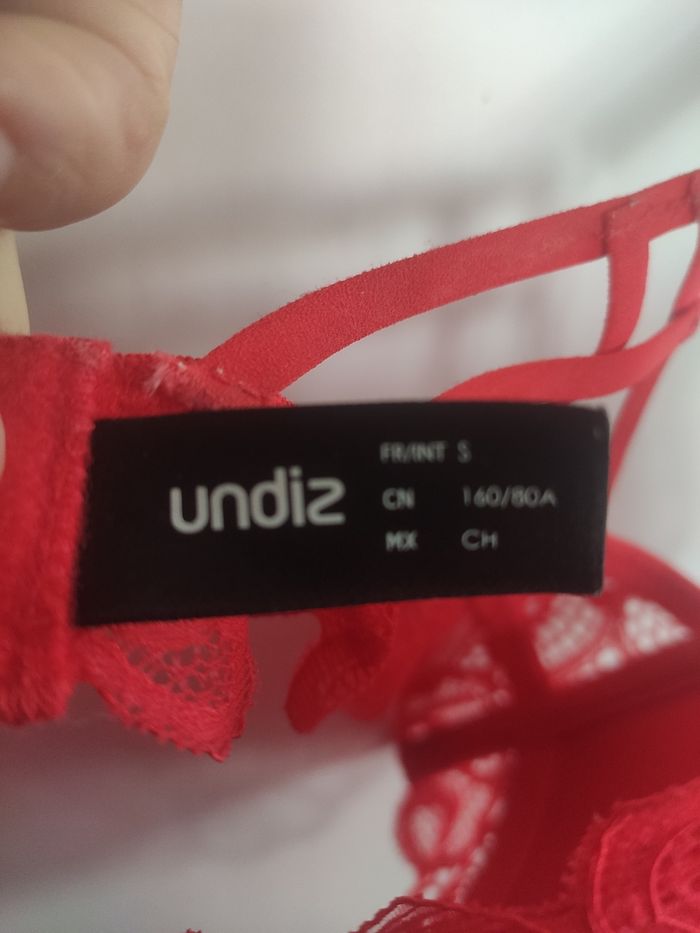 undiz
FR/INT S
CN 160/80A
MX CH